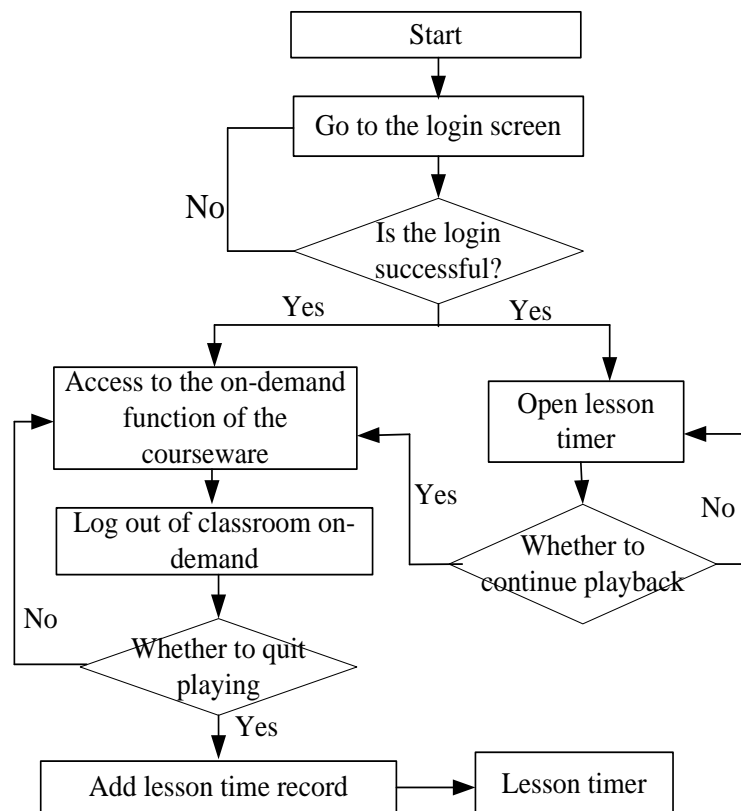 Start
Go to the login screen
No
Is the login
successful?
Yes
Yes
Access to the on-demand
function of the
courseware
Open lesson
timer
Yes
No
Log out of classroom on-
demand
Whether to
continue playback
No
Whether to quit
playing
Yes
Add lesson time record
Lesson timer